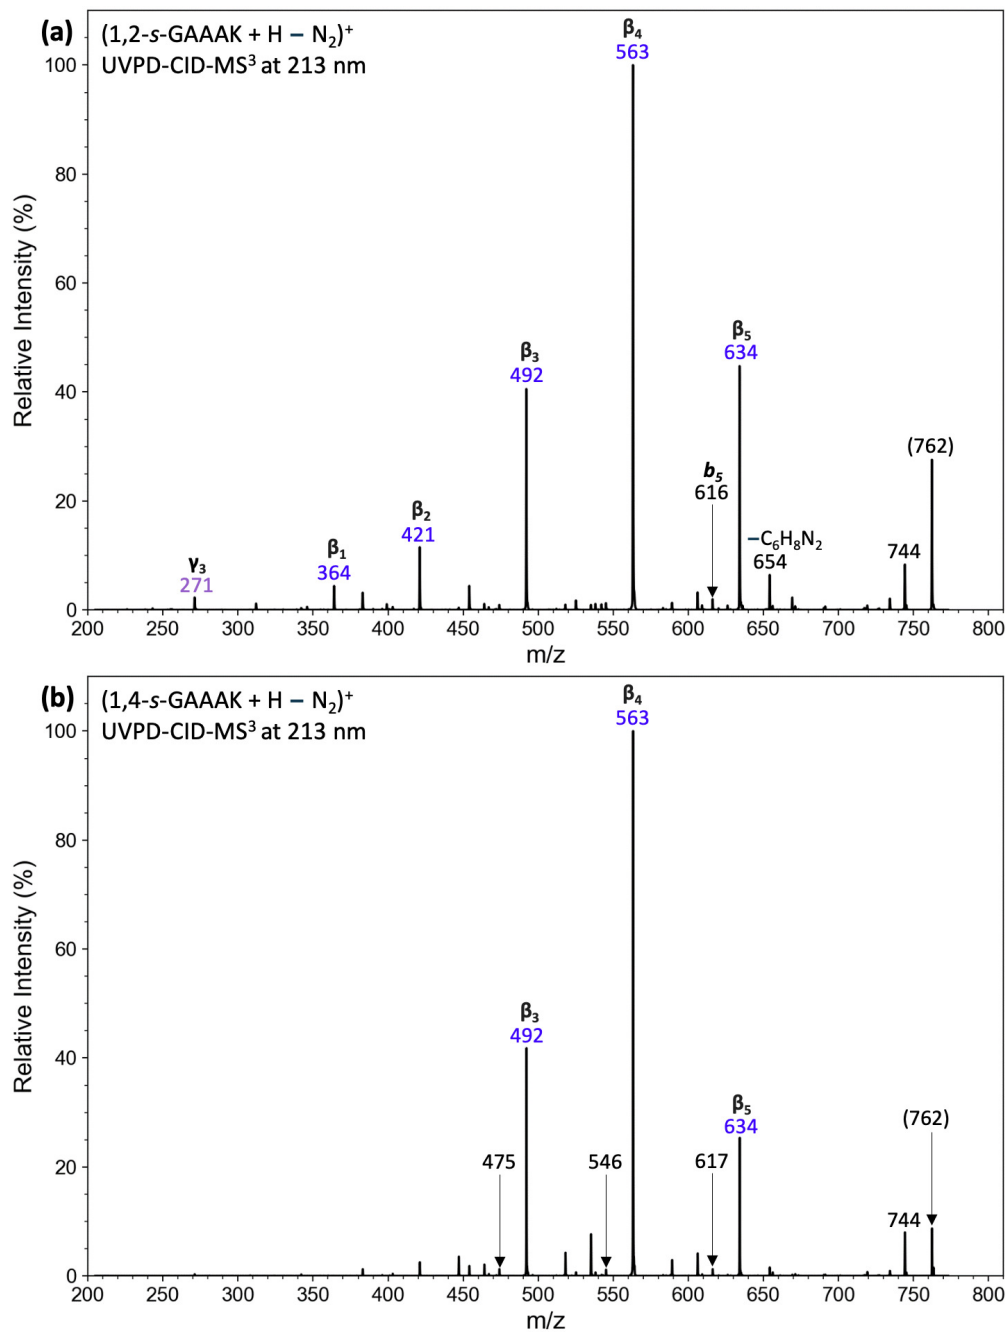 (a) (1,2-s-GAAAK + H – N₂)⁺
UVPD-CID-MS³ at 213 nm
β₄
563
100
80
60
40
20
0
Relative Intensity (%)
β₃
492
β₅
634
(762)
b₅
616
β₂
421
–C₆H₈N₂
654
744
β₁
364
γ₃
271
200 250 300 350 400 450 500 550 600 650 700 750 800
m/z
(b) (1,4-s-GAAAK + H – N₂)⁺
UVPD-CID-MS³ at 213 nm
β₄
563
100
80
60
40
20
0
Relative Intensity (%)
β₃
492
β₅
634
(762)
475 546 617
744
200 250 300 350 400 450 500 550 600 650 700 750 800
m/z